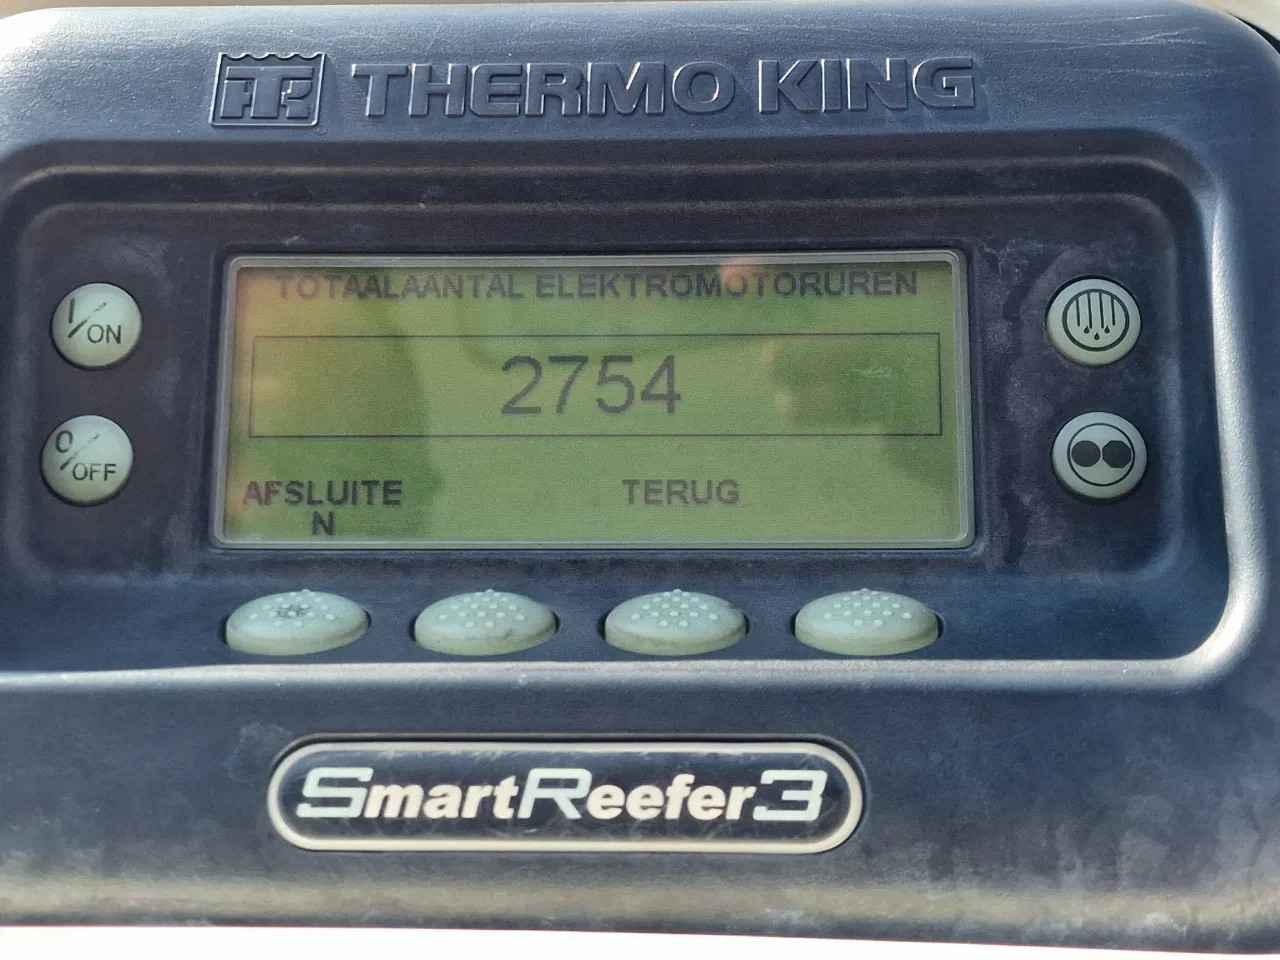 THERMO KING
TOTAALAANTAL ELEKTROMOTORUREN
I/ON
2754
O/OFF
AFSLUITE
N
TERUG
SmartReefer3